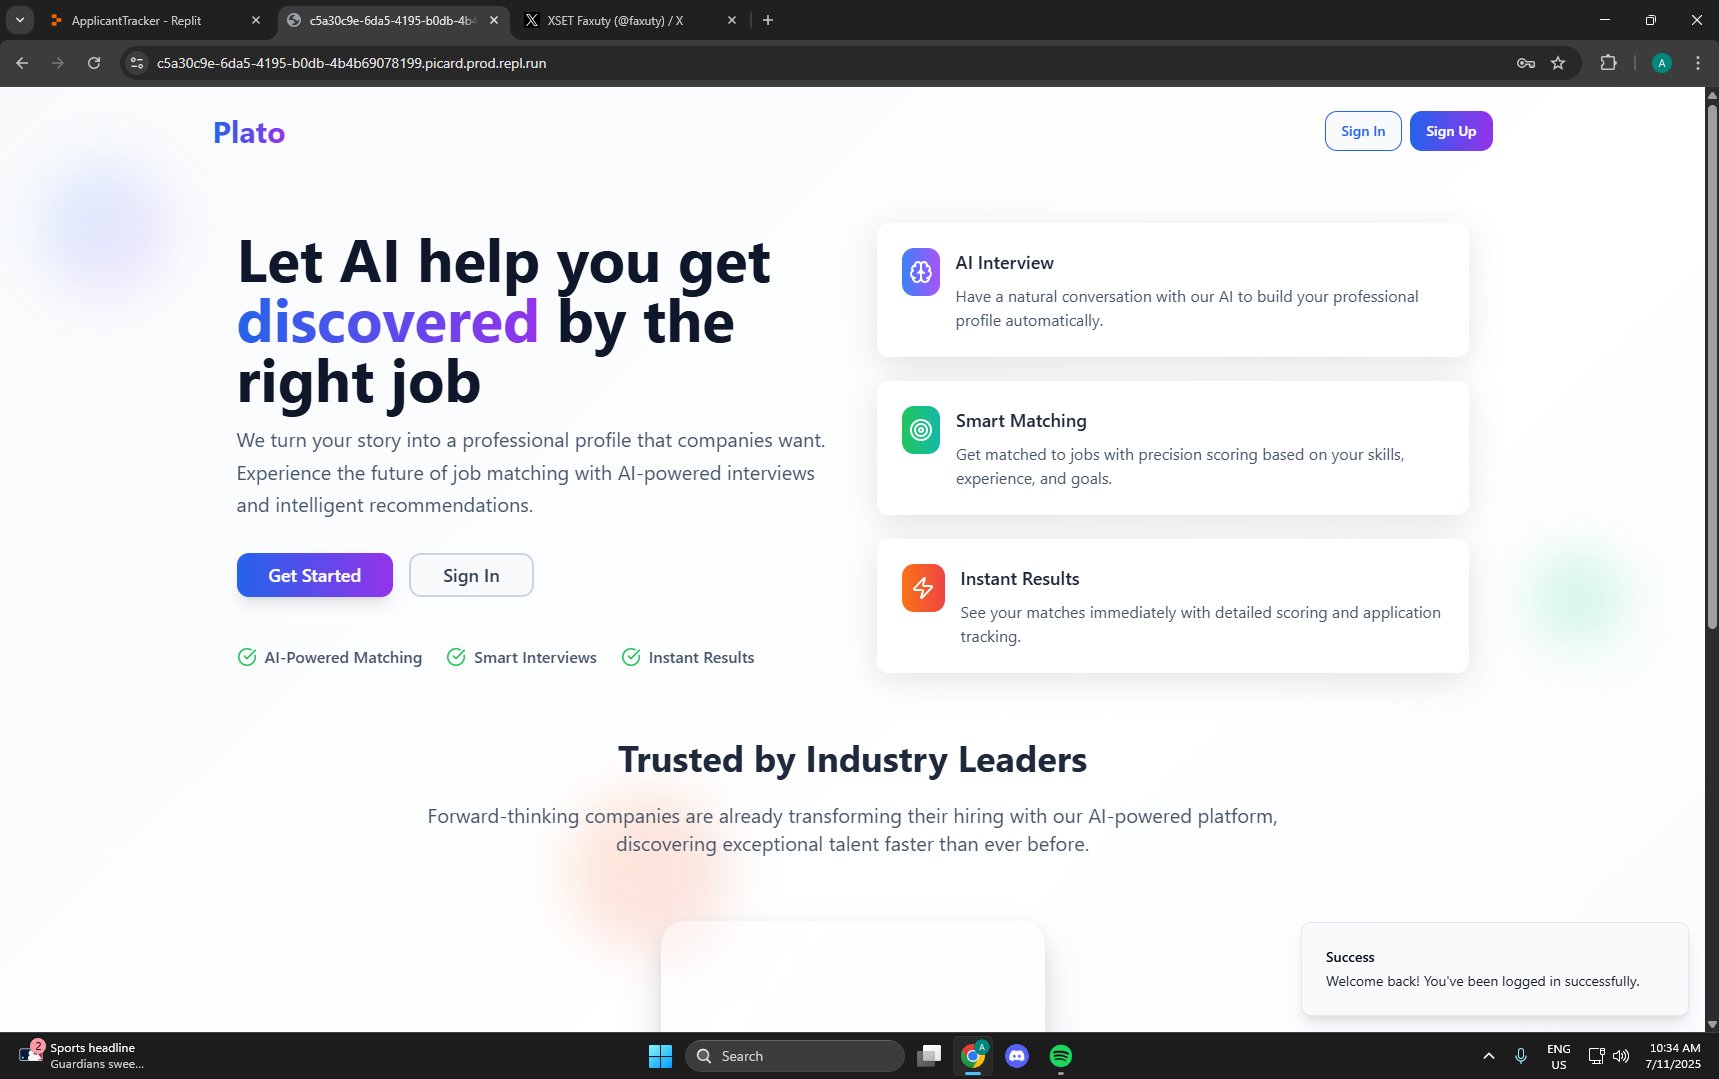 ApplicantTracker - Replit
c5a30c9e-6da5-4195-b0db-4b4
XSET Faxuty (@faxuty) / X
c5a30c9e-6da5-4195-b0db-4b4b69078199.picard.prod.repl.run
A
Plato
Sign In
Sign Up
Let AI help you get
discovered by the
right job
We turn your story into a professional profile that companies want.
Experience the future of job matching with AI-powered interviews
and intelligent recommendations.
Get Started
Sign In
AI-Powered Matching
Smart Interviews
Instant Results
AI Interview
Have a natural conversation with our AI to build your professional
profile automatically.
Smart Matching
Get matched to jobs with precision scoring based on your skills,
experience, and goals.
Instant Results
See your matches immediately with detailed scoring and application
tracking.
Trusted by Industry Leaders
Forward-thinking companies are already transforming their hiring with our AI-powered platform,
discovering exceptional talent faster than ever before.
Success
Welcome back! You've been logged in successfully.
2
Sports headline
Guardians swee...
Search
A
ENG
US
10:34 AM
7/11/2025